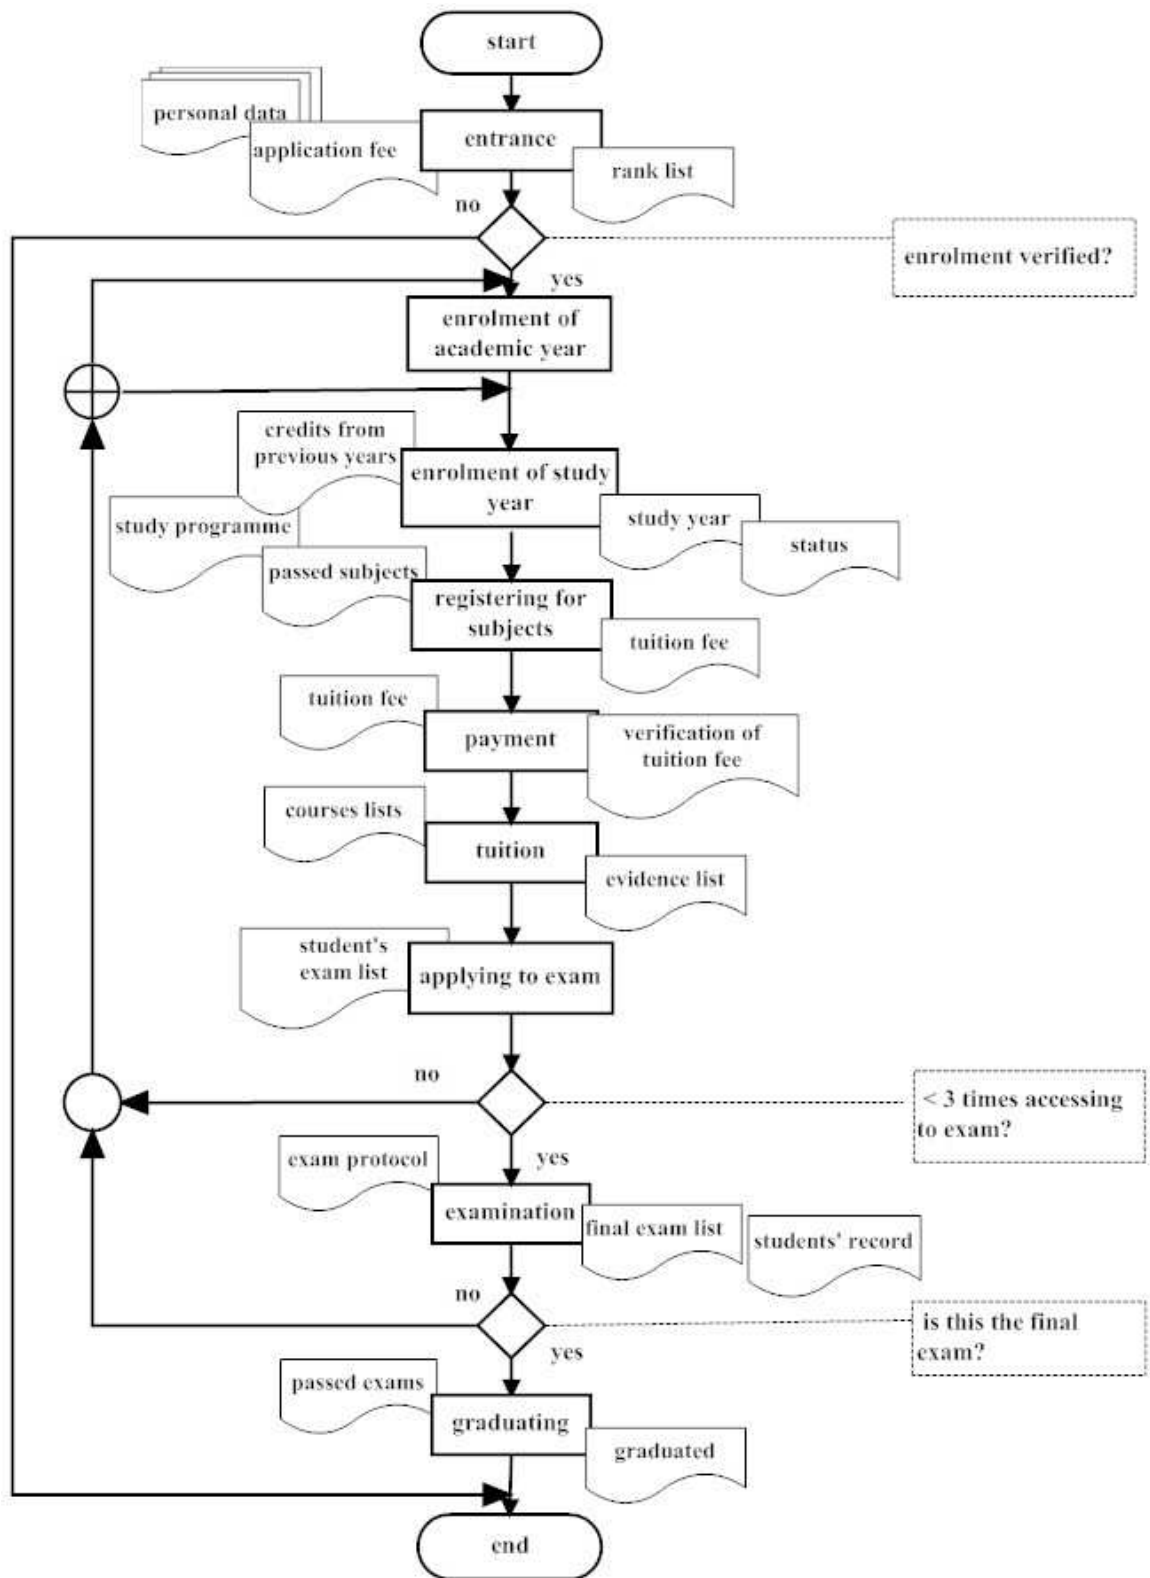 start
personal data
application fee
entrance
rank list
no
enrolment verified?
yes
enrolment of
academic year
credits from
previous years
enrolment of study
year
study programme
study year
status
passed subjects
registering for
subjects
tuition fee
tuition fee
payment
verification of
tuition fee
courses lists
tuition
evidence list
student's
exam list
applying to exam
no
< 3 times accessing
to exam?
yes
exam protocol
examination
final exam list
students' record
no
is this the final
exam?
yes
passed exams
graduating
graduated
end